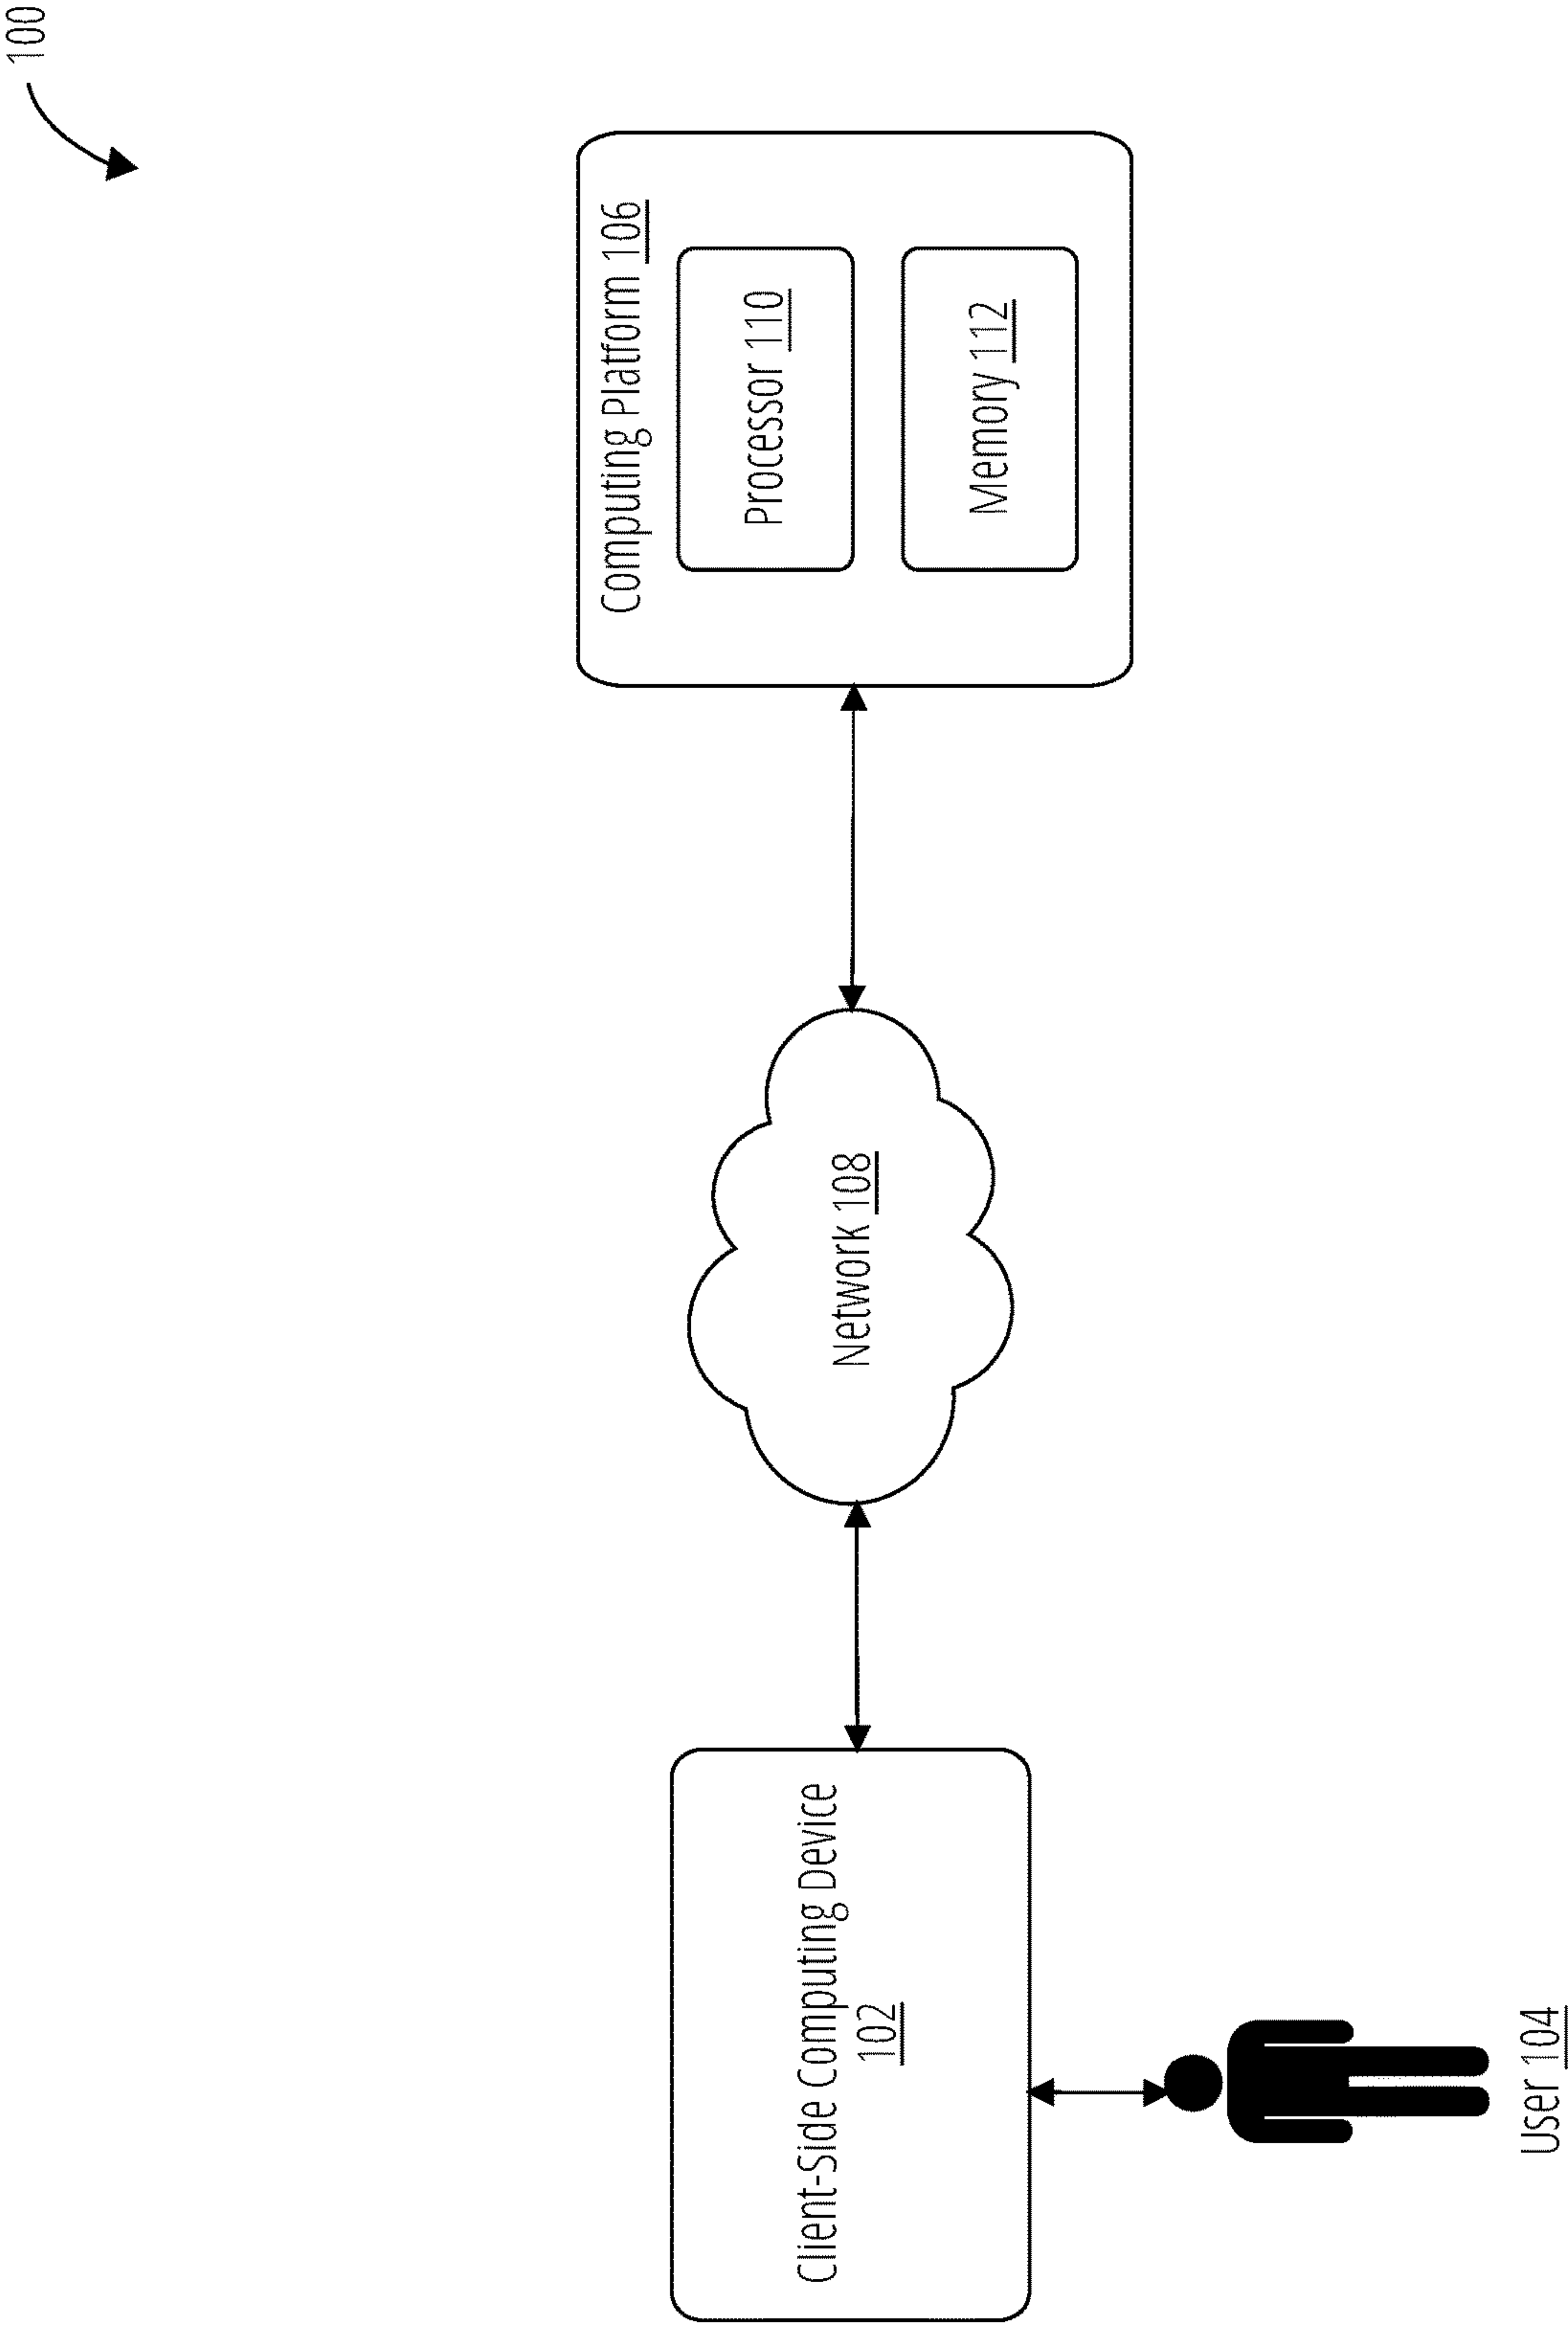 100
Client-Side Computing Device
102
User 104
Network 108
Computing Platform 106
Processor 110
Memory 112